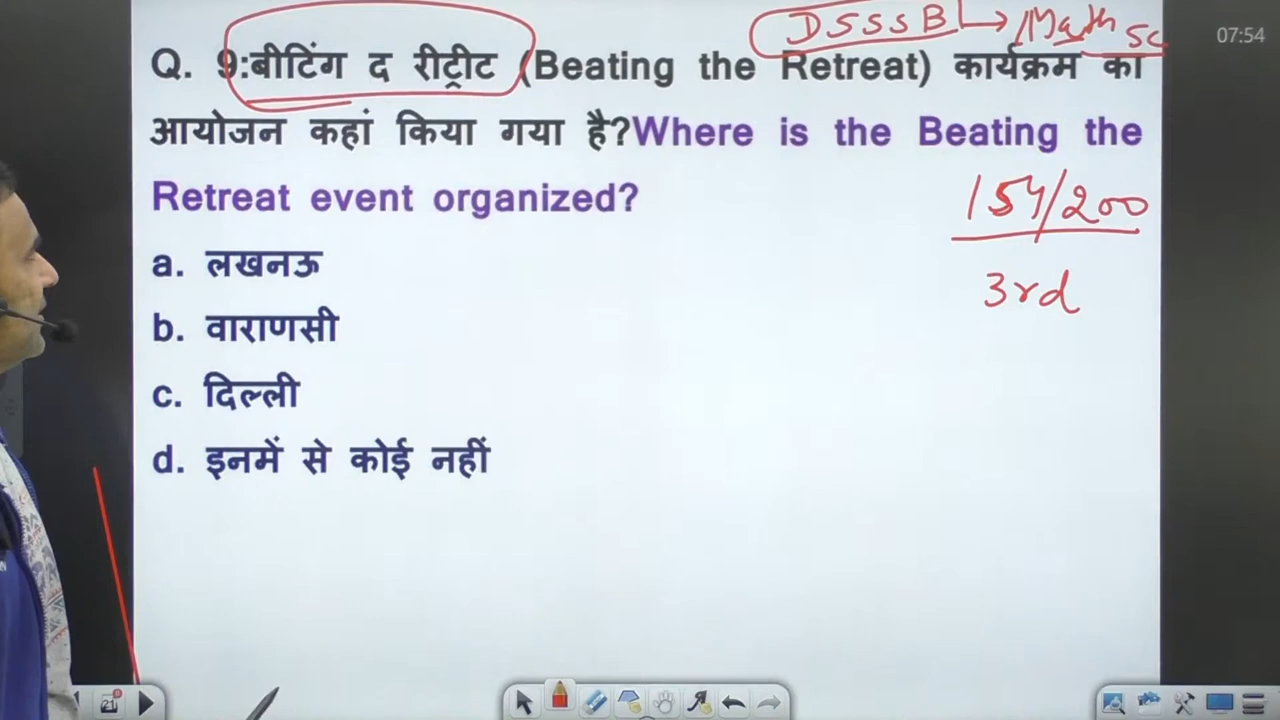 DSSSB → Math Sc
07:54
Q. 9:बीटिंग द रीट्रीट (Beating the Retreat) कार्यक्रम का
आयोजन कहां किया गया है?Where is the Beating the
Retreat event organized?
154/200
3rd
a. लखनऊ
b. वाराणसी
c. दिल्ली
d. इनमें से कोई नहीं
21